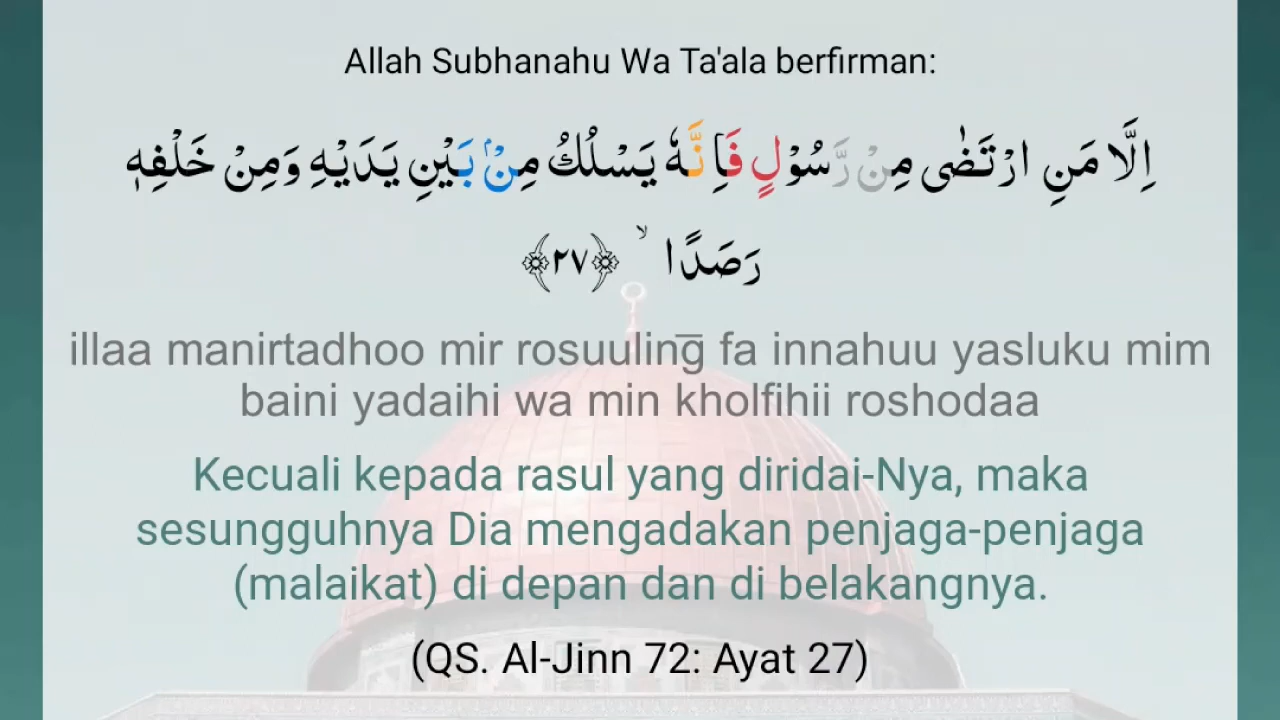 Allah Subhanahu Wa Ta'ala berfirman:
اِلَّا مَنِ ارْتَضٰى مِنْ رَّسُوْلٍ فَاِنَّهٗ يَسْلُكُ مِنْۢ بَيْنِ يَدَيْهِ وَمِنْ خَلْفِهٖ
رَصَدًا ۙ ﴿٢٧﴾
illaa manirtadhoo mir rosuulin͞g fa innahuu yasluku mim
baini yadaihi wa min kholfihii roshodaa
Kecuali kepada rasul yang diridai-Nya, maka
sesungguhnya Dia mengadakan penjaga-penjaga
(malaikat) di depan dan di belakangnya.
(QS. Al-Jinn 72: Ayat 27)